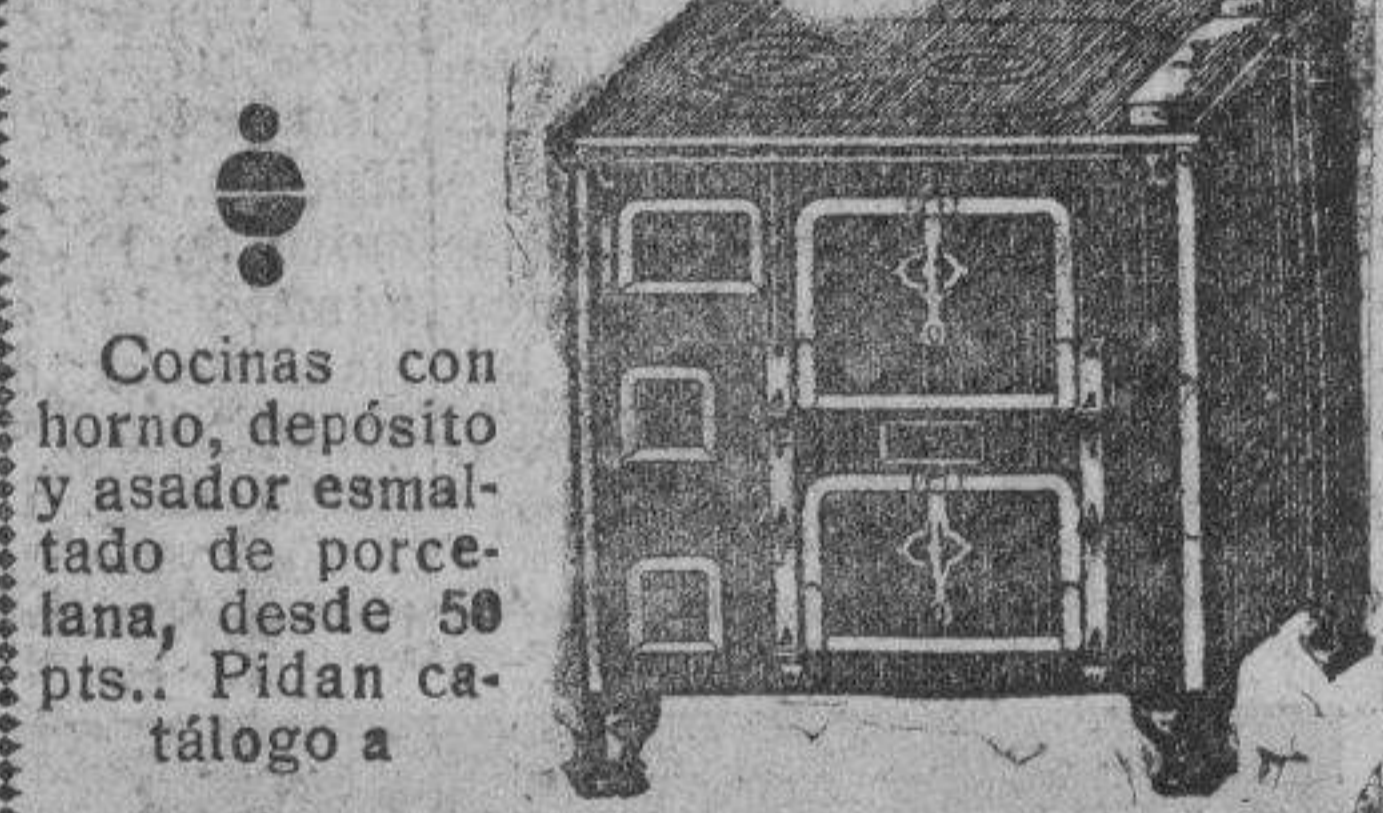 Cocinas con
horno, depósito
y asador esmal-
tado de porce-
lana, desde 50
pts.. Pidan ca-
tálogo a